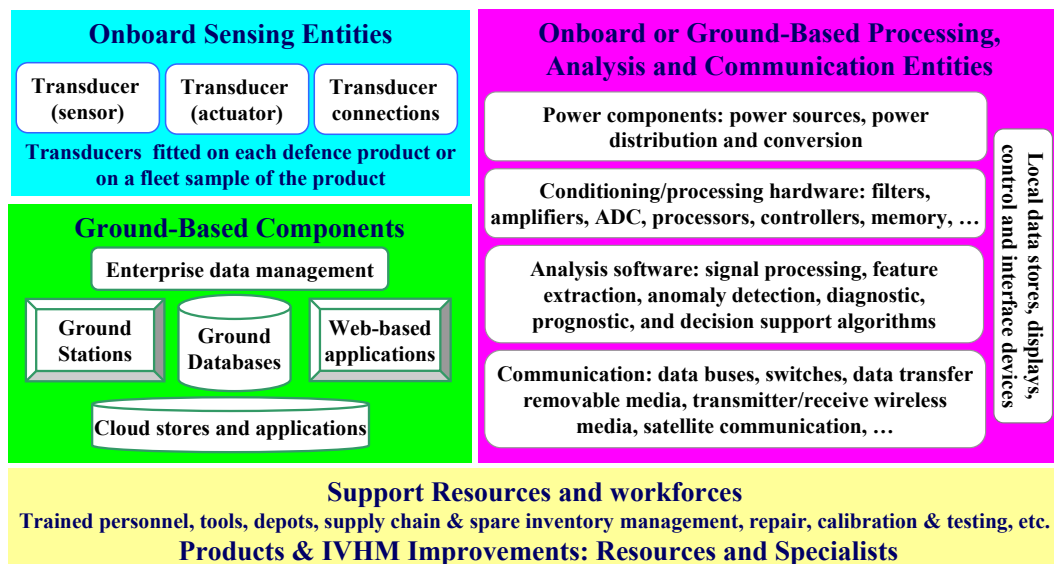 Onboard Sensing Entities
Transducer
(sensor)
Transducer
(actuator)
Transducer
connections
Transducers fitted on each defence product or
on a fleet sample of the product
Ground-Based Components
Enterprise data management
Ground
Stations
Ground
Databases
Web-based
applications
Cloud stores and applications
Onboard or Ground-Based Processing,
Analysis and Communication Entities
Power components: power sources, power
distribution and conversion
Conditioning/processing hardware: filters,
amplifiers, ADC, processors, controllers, memory, …
Analysis software: signal processing, feature
extraction, anomaly detection, diagnostic,
prognostic, and decision support algorithms
Communication: data buses, switches, data transfer
removable media, transmitter/receive wireless
media, satellite communication, …
Local data stores, displays,
control and interface devices
Support Resources and workforces
Trained personnel, tools, depots, supply chain & spare inventory management, repair, calibration & testing, etc.
Products & IVHM Improvements: Resources and Specialists